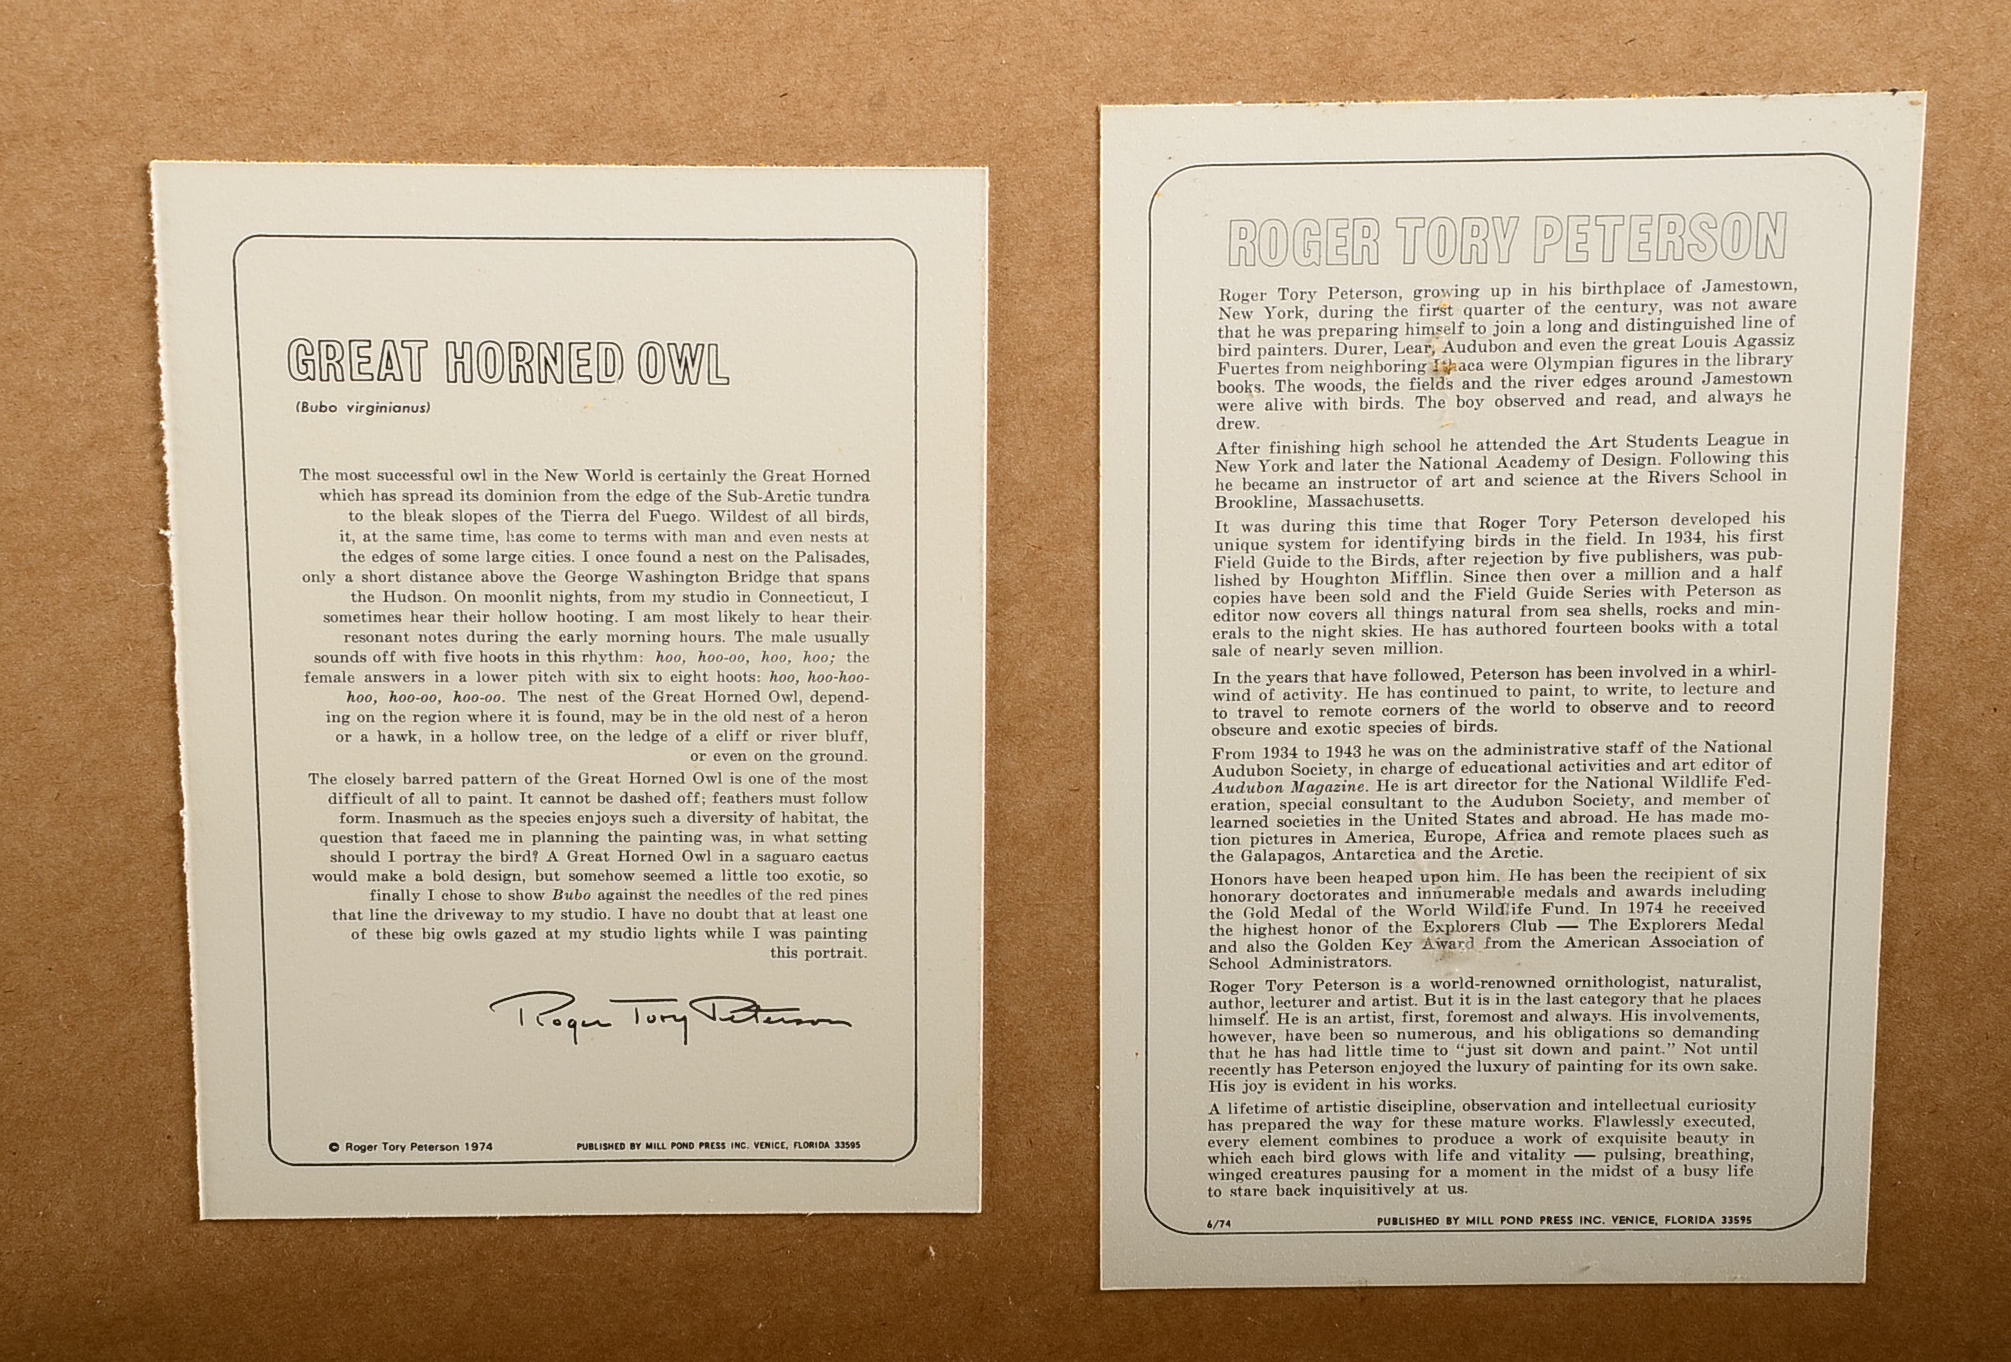 GREAT HORNED OWL
(Bubo virginianus)
The most successful owl in the New World is certainly the Great Horned
which has spread its dominion from the edge of the Sub-Arctic tundra
to the bleak slopes of the Tierra del Fuego. Wildest of all birds,
it, at the same time, has come to terms with man and even nests at
the edges of some large cities. I once found a nest on the Palisades,
only a short distance above the George Washington Bridge that spans
the Hudson. On moonlit nights, from my studio in Connecticut, I
sometimes hear their hollow hooting. I am most likely to hear their
resonant notes during the early morning hours. The male usually
sounds off with five hoots in this rhythm: hoo, hoo-oo, hoo, hoo; the
female answers in a lower pitch with six to eight hoots: hoo, hoo-hoo-
hoo, hoo-oo, hoo-oo. The nest of the Great Horned Owl, depend-
ing on the region where it is found, may be in the old nest of a heron
or a hawk, in a hollow tree, on the ledge of a cliff or river bluff,
or even on the ground.
The closely barred pattern of the Great Horned Owl is one of the most
difficult of all to paint. It cannot be dashed off; feathers must follow
form. Inasmuch as the species enjoys such a diversity of habitat, the
question that faced me in planning the painting was, in what setting
should I portray the bird? A Great Horned Owl in a saguaro cactus
would make a bold design, but somehow seemed a little too exotic, so
finally I chose to show Bubo against the needles of the red pines
that line the driveway to my studio. I have no doubt that at least one
of these big owls gazed at my studio lights while I was painting
this portrait.
Roger Tory Peterson
© Roger Tory Peterson 1974 PUBLISHED BY MILL POND PRESS INC. VENICE, FLORIDA 33595
ROGER TORY PETERSON
Roger Tory Peterson, growing up in his birthplace of Jamestown,
New York, during the first quarter of the century, was not aware
that he was preparing himself to join a long and distinguished line of
bird painters. Durer, Lear, Audubon and even the great Louis Agassiz
Fuertes from neighboring Ithaca were Olympian figures in the library
books. The woods, the fields and the river edges around Jamestown
were alive with birds. The boy observed and read, and always he
drew.
After finishing high school he attended the Art Students League in
New York and later the National Academy of Design. Following this
he became an instructor of art and science at the Rivers School in
Brookline, Massachusetts.
It was during this time that Roger Tory Peterson developed his
unique system for identifying birds in the field. In 1934, his first
Field Guide to the Birds, after rejection by five publishers, was pub-
lished by Houghton Mifflin. Since then over a million and a half
copies have been sold and the Field Guide Series with Peterson as
editor now covers all things natural from sea shells, rocks and min-
erals to the night skies. He has authored fourteen books with a total
sale of nearly seven million.
In the years that have followed, Peterson has been involved in a whirl-
wind of activity. He has continued to paint, to write, to lecture and
to travel to remote corners of the world to observe and to record
obscure and exotic species of birds.
From 1934 to 1943 he was on the administrative staff of the National
Audubon Society, in charge of educational activities and art editor of
Audubon Magazine. He is art director for the National Wildlife Fed-
eration, special consultant to the Audubon Society, and member of
learned societies in the United States and abroad. He has made mo-
tion pictures in America, Europe, Africa and remote places such as
the Galapagos, Antarctica and the Arctic.
Honors have been heaped upon him. He has been the recipient of six
honorary doctorates and innumerable medals and awards including
the Gold Medal of the World Wildlife Fund. In 1974 he received
the highest honor of the Explorers Club — The Explorers Medal
and also the Golden Key Award from the American Association of
School Administrators.
Roger Tory Peterson is a world-renowned ornithologist, naturalist,
author, lecturer and artist. But it is in the last category that he places
himself. He is an artist, first, foremost and always. His involvements,
however, have been so numerous, and his obligations so demanding
that he has had little time to “just sit down and paint.” Not until
recently has Peterson enjoyed the luxury of painting for its own sake.
His joy is evident in his works.
A lifetime of artistic discipline, observation and intellectual curiosity
has prepared the way for these mature works. Flawlessly executed,
every element combines to produce a work of exquisite beauty in
which each bird glows with life and vitality — pulsing, breathing,
winged creatures pausing for a moment in the midst of a busy life
to stare back inquisitively at us.
6/74 PUBLISHED BY MILL POND PRESS INC. VENICE, FLORIDA 33595